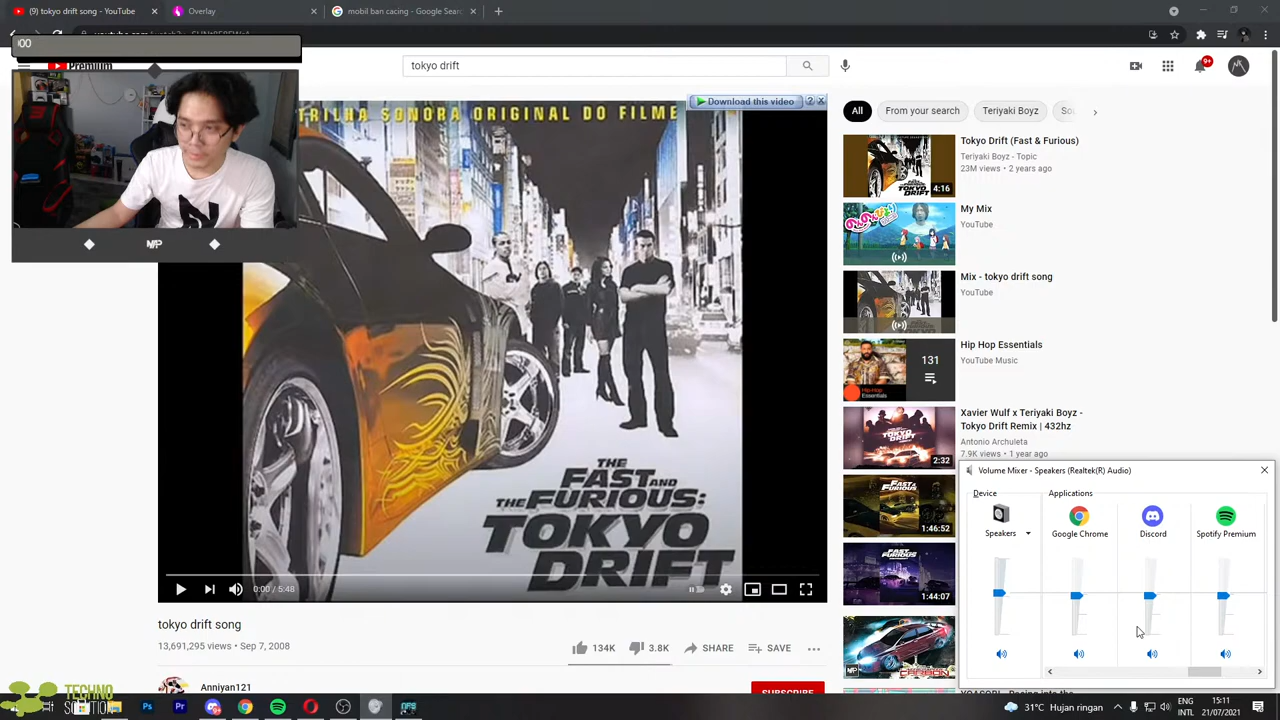 (9) tokyo drift song - YouTube
Overlay
mobil ban cacing - Google Sear
00
Premium
tokyo drift
9+
TRILHA SONORA ORIGINAL DO FILME
Download this video
All
From your search
Teriyaki Boyz
Tokyo Drift (Fast & Furious)
Teriyaki Boyz - Topic
23M views • 2 years ago
4:16
My Mix
YouTube
Mix - tokyo drift song
YouTube
Hip Hop Essentials
YouTube Music
131
Xavier Wulf x Teriyaki Boyz -
Tokyo Drift Remix | 432hz
Antonio Archuleta
7.9K views • 1 year ago
2:32
1:46:52
1:44:07
THE
FAST AND
THE FURIOUS:
TOKYO
DRIFT
0:00 / 5:48
tokyo drift song
13,691,295 views • Sep 7, 2008
134K
3.8K
SHARE
SAVE
Anniyan121
SUBSCRIBE
Volume Mixer - Speakers (Realtek(R) Audio)
Device
Applications
Speakers
Google Chrome
Discord
Spotify Premium
TECHNO
SOLUTION
31°C Hujan ringan
ENG
INTL
15:11
21/07/2021